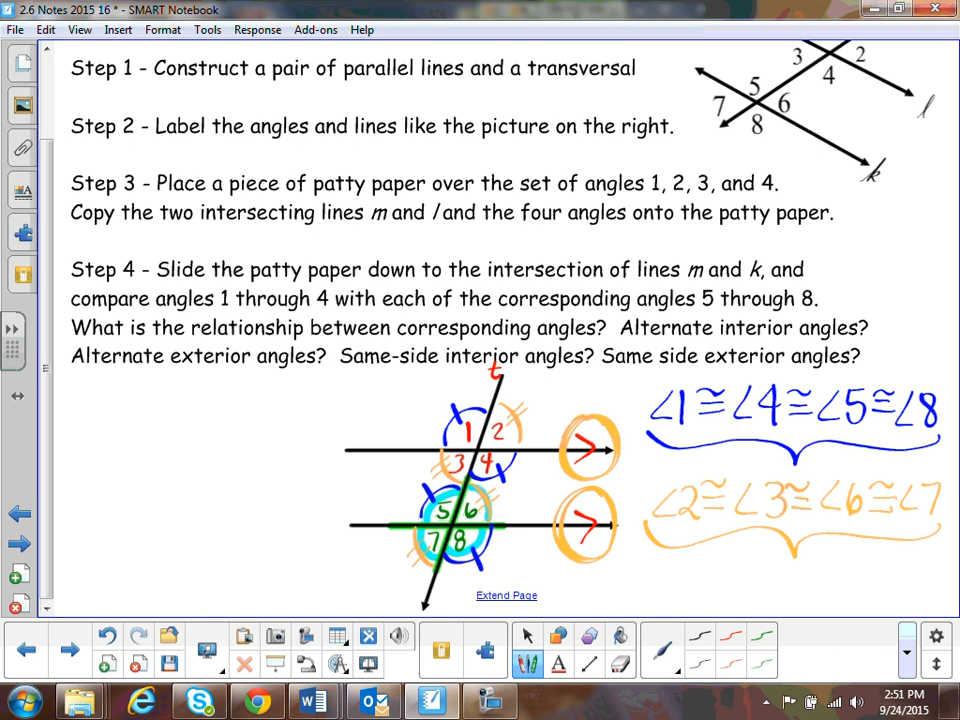 2.6 Notes 2015 16 * - SMART Notebook
File Edit View Insert Format Tools Response Add-ons Help
Step 1 - Construct a pair of parallel lines and a transversal
3 2
4
l
5
7 6
8
k
Step 2 - Label the angles and lines like the picture on the right.
Step 3 - Place a piece of patty paper over the set of angles 1, 2, 3, and 4.
Copy the two intersecting lines m and l and the four angles onto the patty paper.
Step 4 - Slide the patty paper down to the intersection of lines m and k, and
compare angles 1 through 4 with each of the corresponding angles 5 through 8.
What is the relationship between corresponding angles? Alternate interior angles?
Alternate exterior angles? Same-side interior angles? Same side exterior angles?
t
1 2
3 4
5 6
7 8
> 
>
∠1≅∠4≅∠5≅∠8
∠2≅∠3≅∠6≅∠7
Extend Page
2:51 PM
9/24/2015